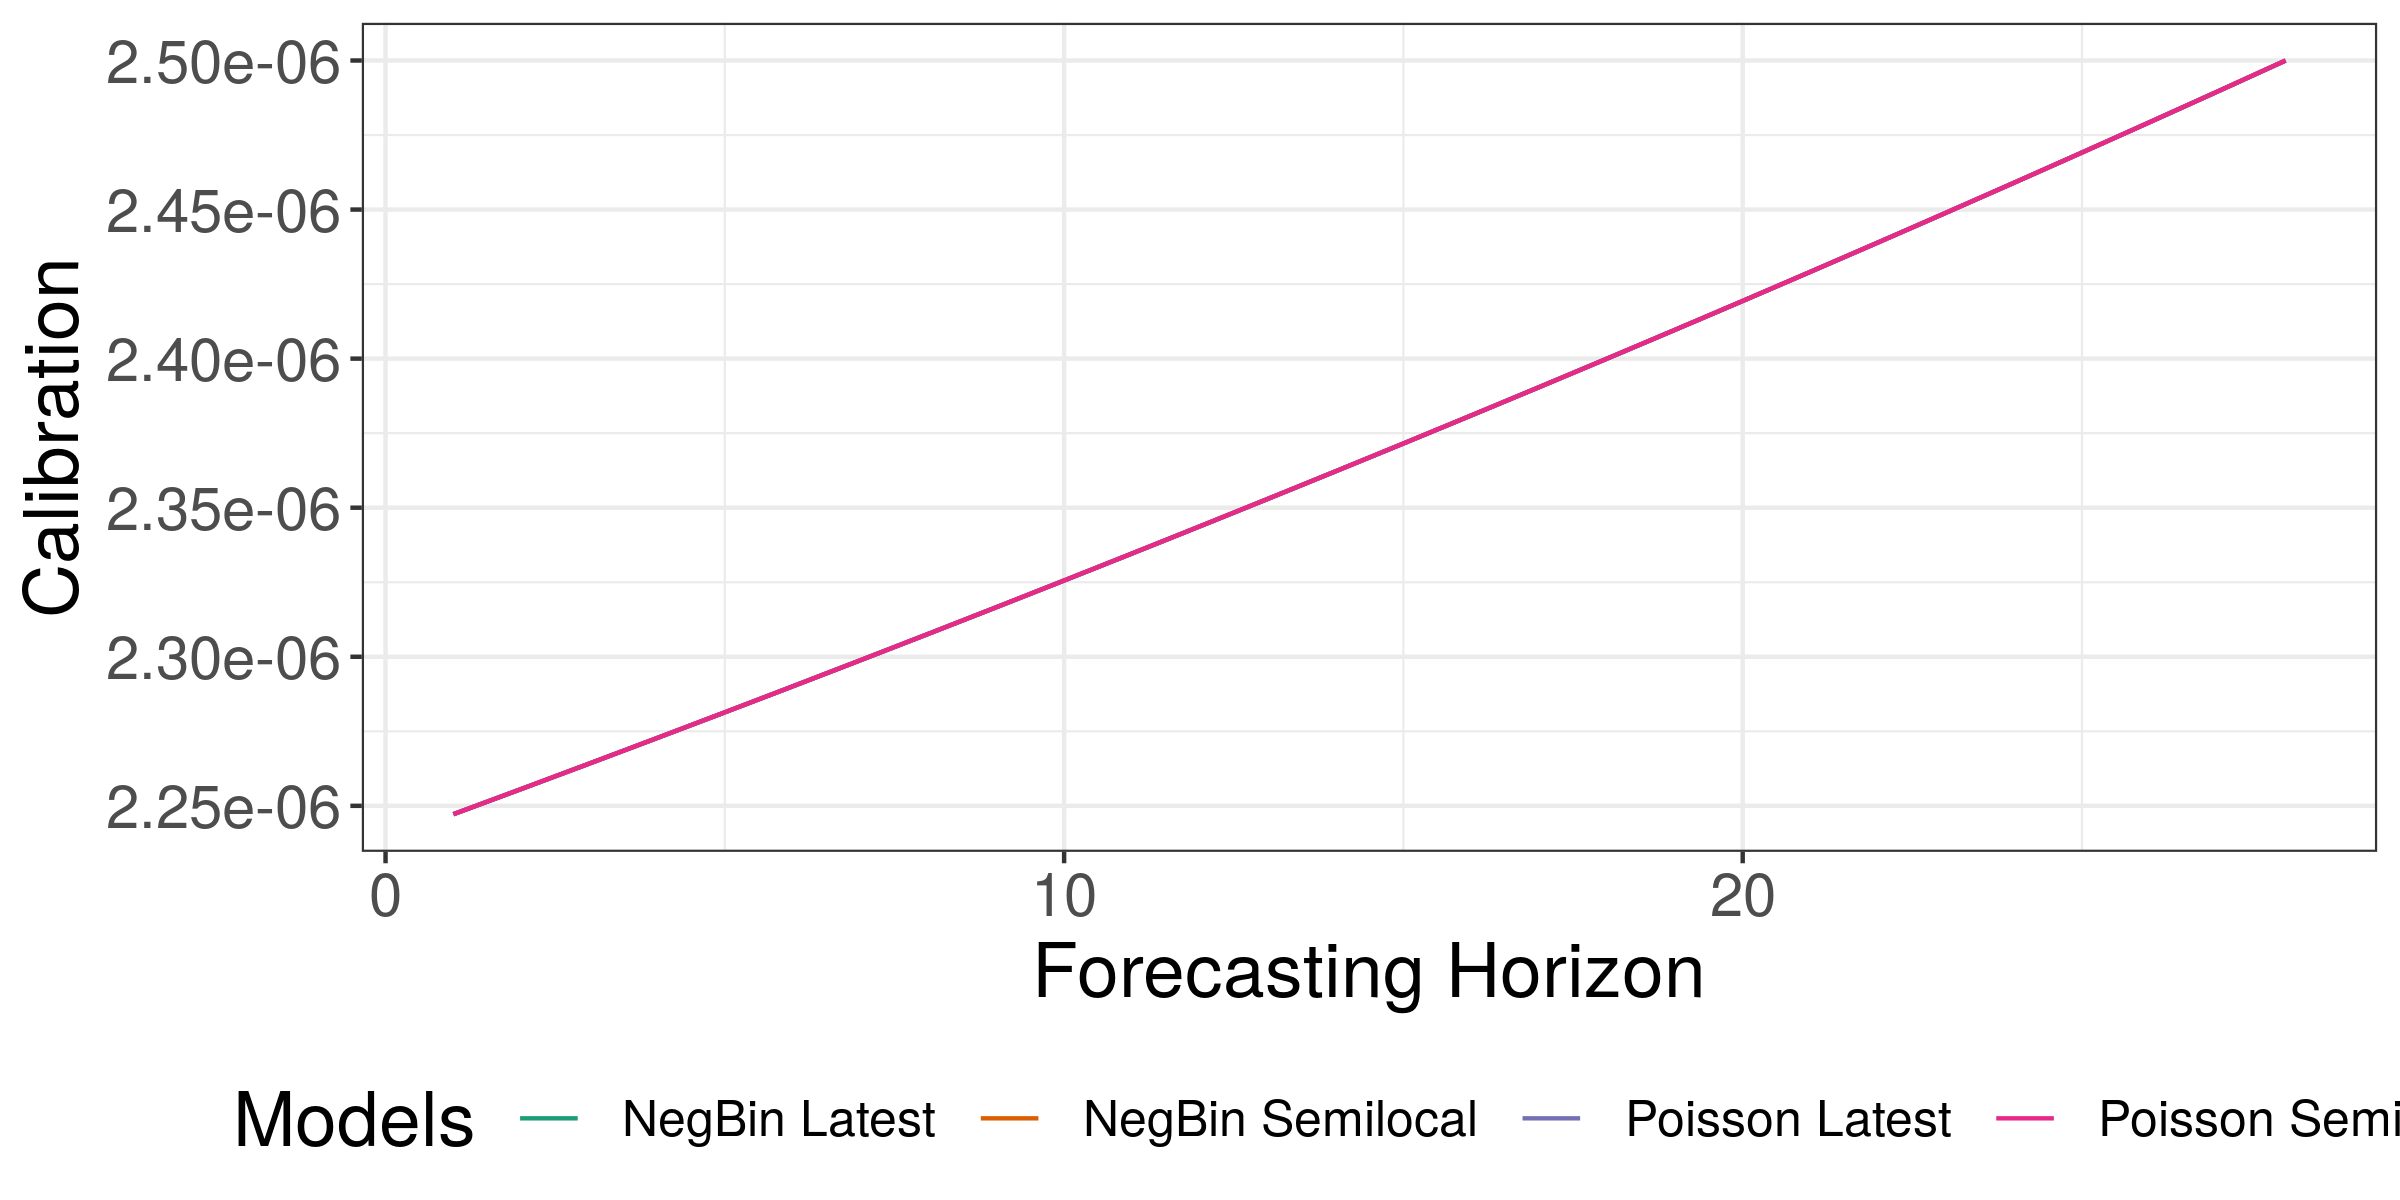 Calibration
2.50e-06
2.45e-06
2.40e-06
2.35e-06
2.30e-06
2.25e-06
0 10 20
Forecasting Horizon
Models NegBin Latest NegBin Semilocal Poisson Latest Poisson Semi